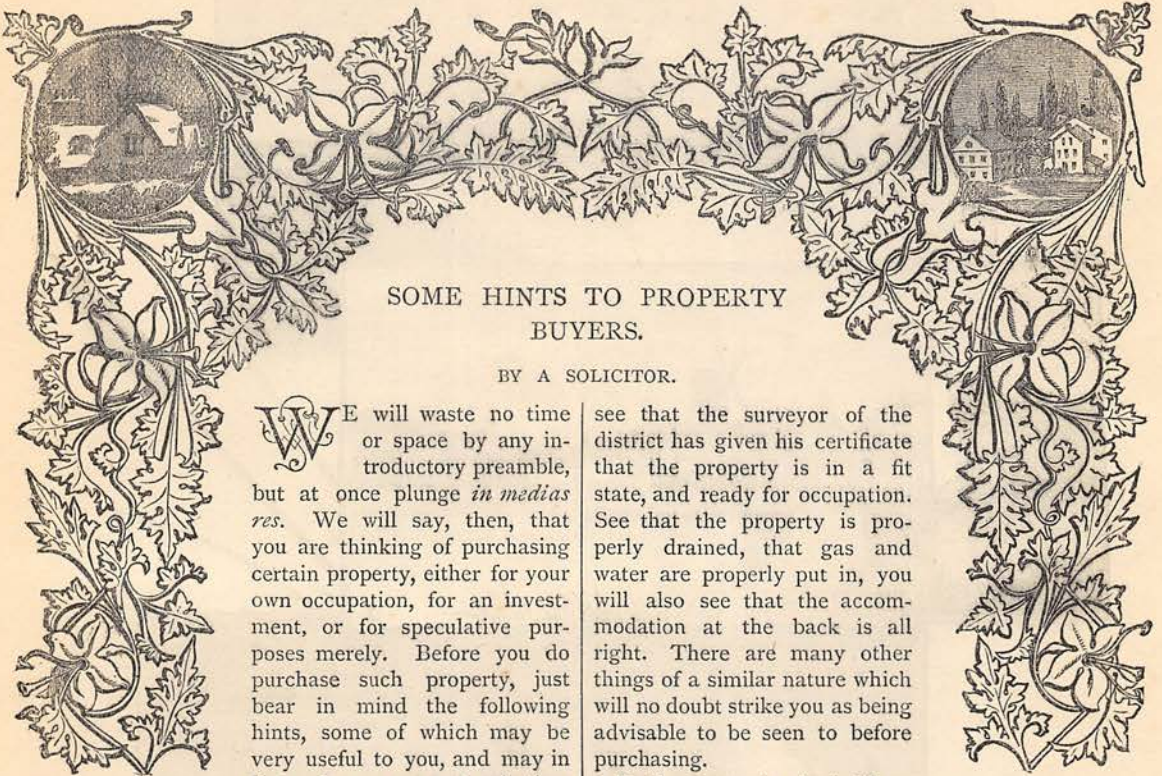 SOME HINTS TO PROPERTY
BUYERS.
BY A SOLICITOR.
WE will waste no time
or space by any in-
troductory preamble,
but at once plunge in medias
res. We will say, then, that
you are thinking of purchasing
certain property, either for your
own occupation, for an invest-
ment, or for speculative pur-
poses merely. Before you do
purchase such property, just
bear in mind the following
hints, some of which may be
very useful to you, and may in
see that the surveyor of the
district has given his certificate
that the property is in a fit
state, and ready for occupation.
See that the property is pro-
perly drained, that gas and
water are properly put in, you
will also see that the accom-
modation at the back is all
right. There are many other
things of a similar nature which
will no doubt strike you as being
advisable to be seen to before
purchasing.